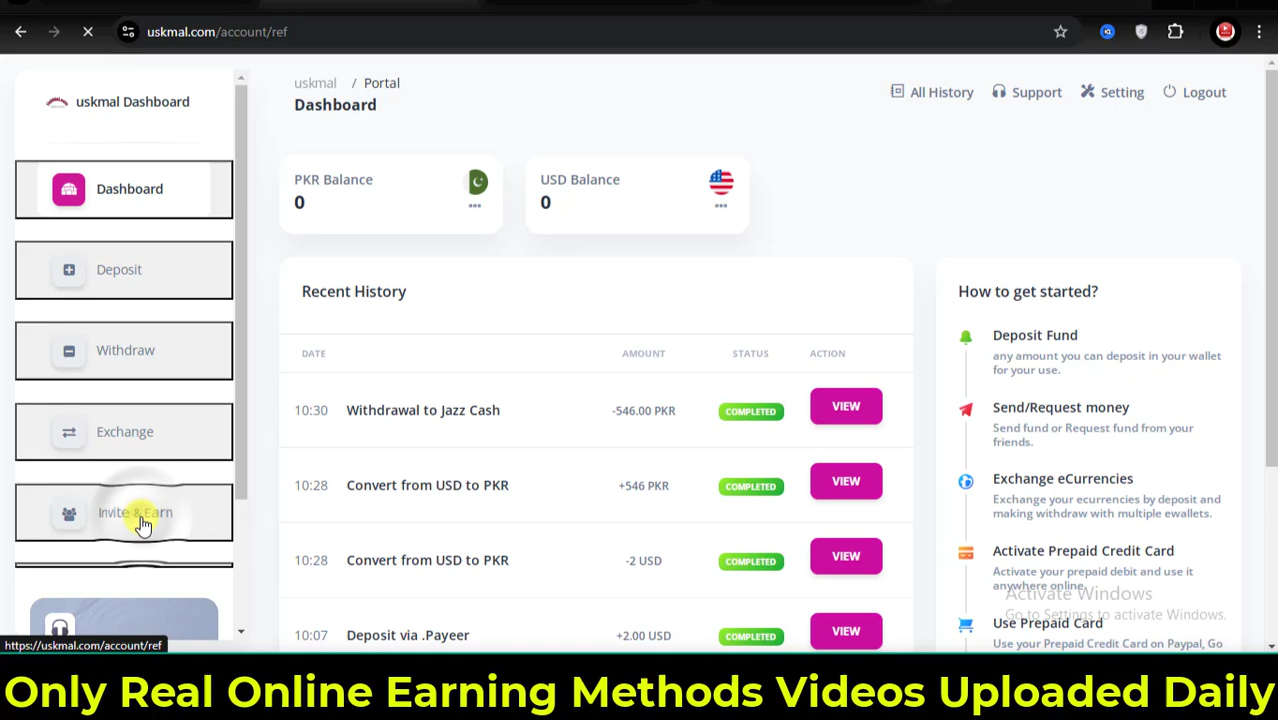 uskmal.com/account/ref
uskmal Dashboard
Dashboard
Deposit
Withdraw
Exchange
Invite & Earn
https://uskmal.com/account/ref
uskmal / Portal
Dashboard
All History
Support
Setting
Logout
PKR Balance
0
USD Balance
0
Recent History
DATE AMOUNT STATUS ACTION
10:30 Withdrawal to Jazz Cash -546.00 PKR COMPLETED VIEW
10:28 Convert from USD to PKR +546 PKR COMPLETED VIEW
10:28 Convert from USD to PKR -2 USD COMPLETED VIEW
10:07 Deposit via .Payeer +2.00 USD COMPLETED VIEW
How to get started?
Deposit Fund
any amount you can deposit in your wallet
for your use.
Send/Request money
Send fund or Request fund from your
friends.
Exchange eCurrencies
Exchange your ecurrencies by deposit and
making withdraw with multiple ewallets.
Activate Prepaid Credit Card
Activate your prepaid debit and use it
anywhere online.
Use Prepaid Card
Use your Prepaid Credit Card on Paypal, Go
Activate Windows
Go to Settings to activate Windows.
Only Real Online Earning Methods Videos Uploaded Daily